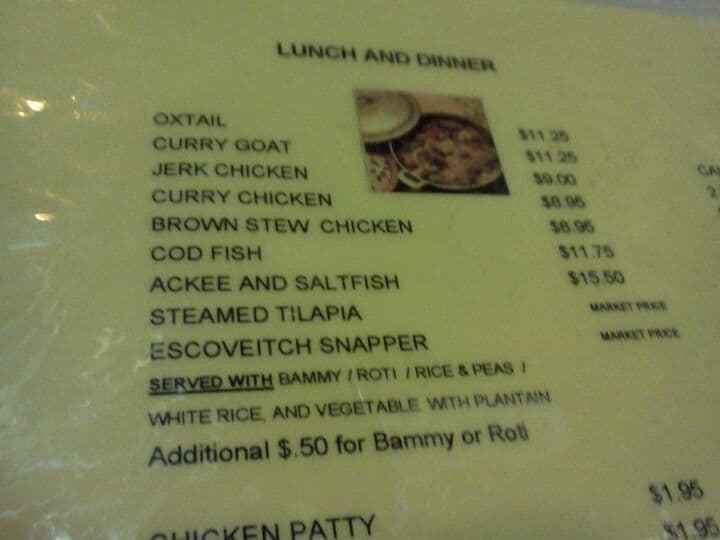 LUNCH AND DINNER
OXTAIL $11.25
CURRY GOAT $11.25
JERK CHICKEN $9.00
CURRY CHICKEN $8.95
BROWN STEW CHICKEN $8.95
COD FISH $11.75
ACKEE AND SALTFISH $15.50
STEAMED TILAPIA MARKET PRICE
ESCOVEITCH SNAPPER MARKET PRICE
SERVED WITH BAMMY / ROTI / RICE & PEAS /
WHITE RICE, AND VEGETABLE WITH PLANTAIN
Additional $.50 for Bammy or Roti
$1.95
CHICKEN PATTY $1.95